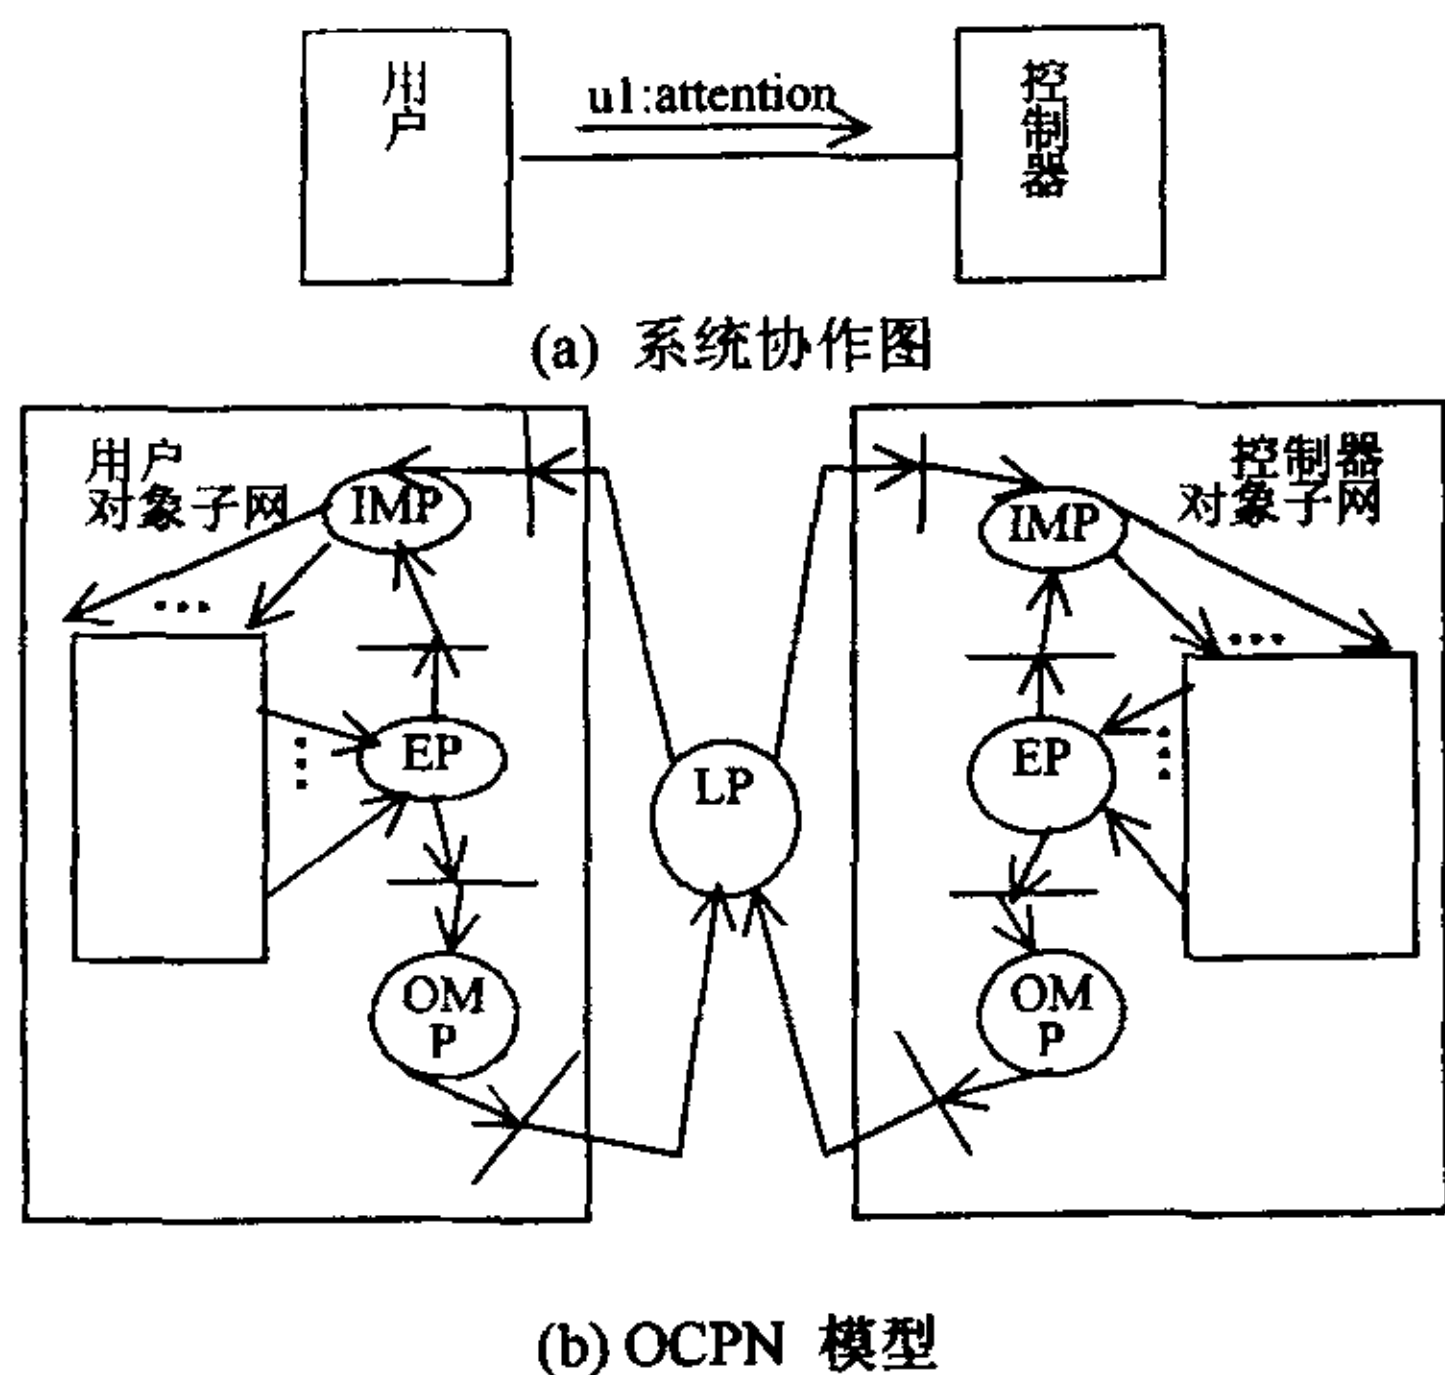 用户
u1:attention
控制器
(a) 系统协作图
用户
对象子网
IMP
...
EP
...
OM
P
LP
控制器
对象子网
IMP
...
EP
...
OM
P
(b) OCPN 模型